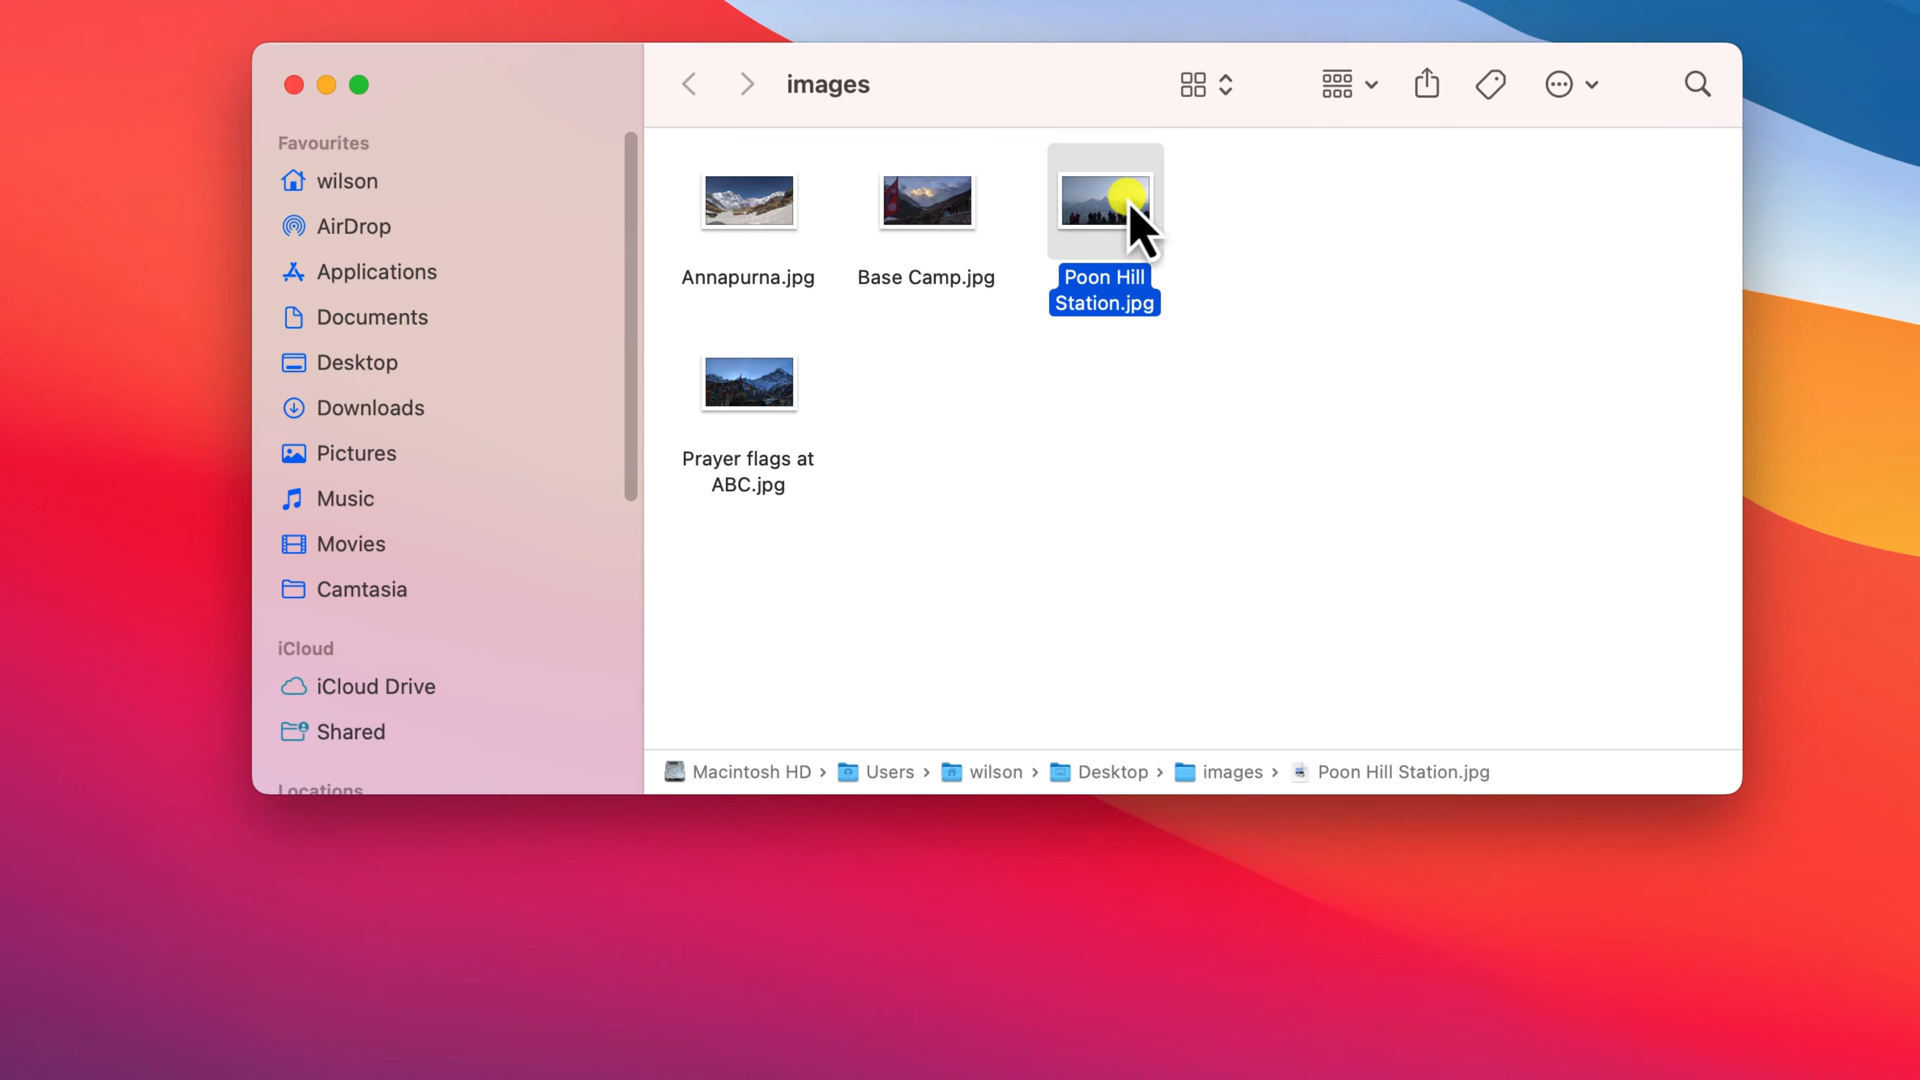 images
Favourites
wilson
AirDrop
Applications
Documents
Desktop
Downloads
Pictures
Music
Movies
Camtasia
iCloud
iCloud Drive
Shared
Locations
Annapurna.jpg
Base Camp.jpg
Poon Hill
Station.jpg
Prayer flags at
ABC.jpg
Macintosh HD › Users › wilson › Desktop › images › Poon Hill Station.jpg